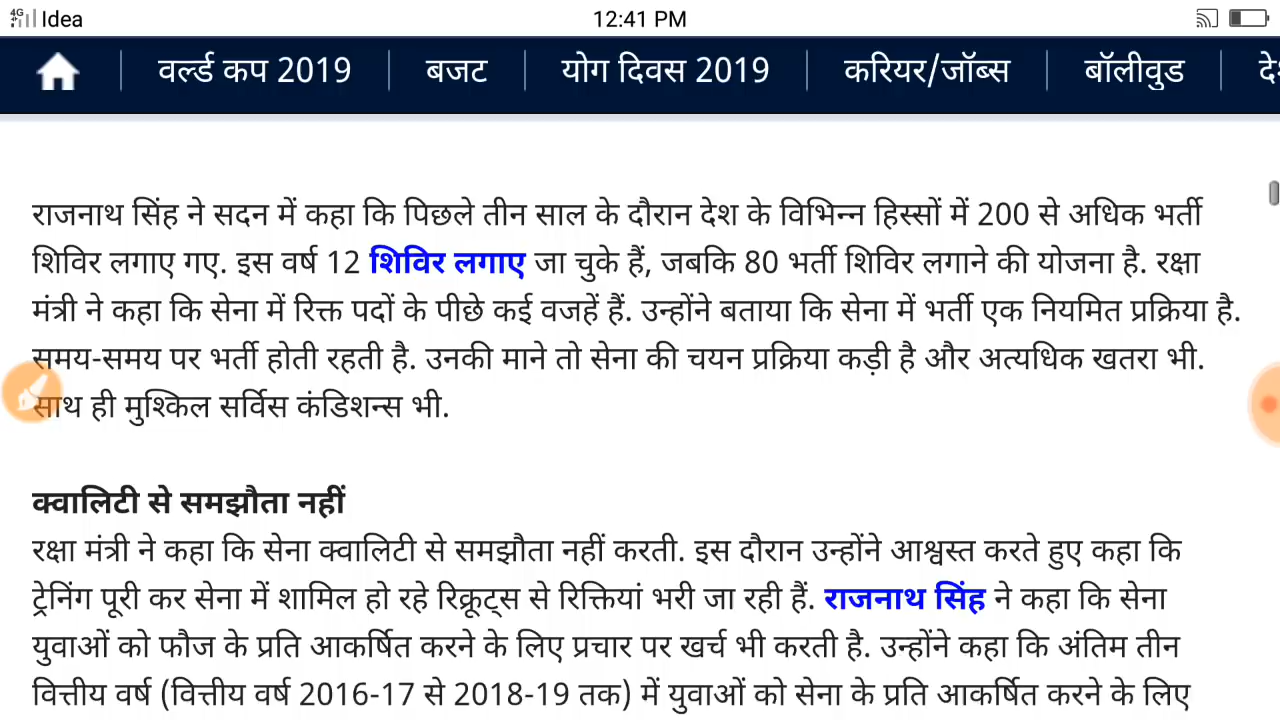 4G Idea 12:41 PM
वर्ल्ड कप 2019 बजट योग दिवस 2019 करियर/जॉब्स बॉलीवुड
राजनाथ सिंह ने सदन में कहा कि पिछले तीन साल के दौरान देश के विभिन्न हिस्सों में 200 से अधिक भर्ती
शिविर लगाए गए. इस वर्ष 12 शिविर लगाए जा चुके हैं, जबकि 80 भर्ती शिविर लगाने की योजना है. रक्षा
मंत्री ने कहा कि सेना में रिक्त पदों के पीछे कई वजहें हैं. उन्होंने बताया कि सेना में भर्ती एक नियमित प्रक्रिया है.
समय-समय पर भर्ती होती रहती है. उनकी माने तो सेना की चयन प्रक्रिया कड़ी है और अत्यधिक खतरा भी.
साथ ही मुश्किल सर्विस कंडिशन्स भी.
क्वालिटी से समझौता नहीं
रक्षा मंत्री ने कहा कि सेना क्वालिटी से समझौता नहीं करती. इस दौरान उन्होंने आश्वस्त करते हुए कहा कि
ट्रेनिंग पूरी कर सेना में शामिल हो रहे रिक्रूट्स से रिक्तियां भरी जा रही हैं. राजनाथ सिंह ने कहा कि सेना
युवाओं को फौज के प्रति आकर्षित करने के लिए प्रचार पर खर्च भी करती है. उन्होंने कहा कि अंतिम तीन
वित्तीय वर्ष (वित्तीय वर्ष 2016-17 से 2018-19 तक) में युवाओं को सेना के प्रति आकर्षित करने के लिए